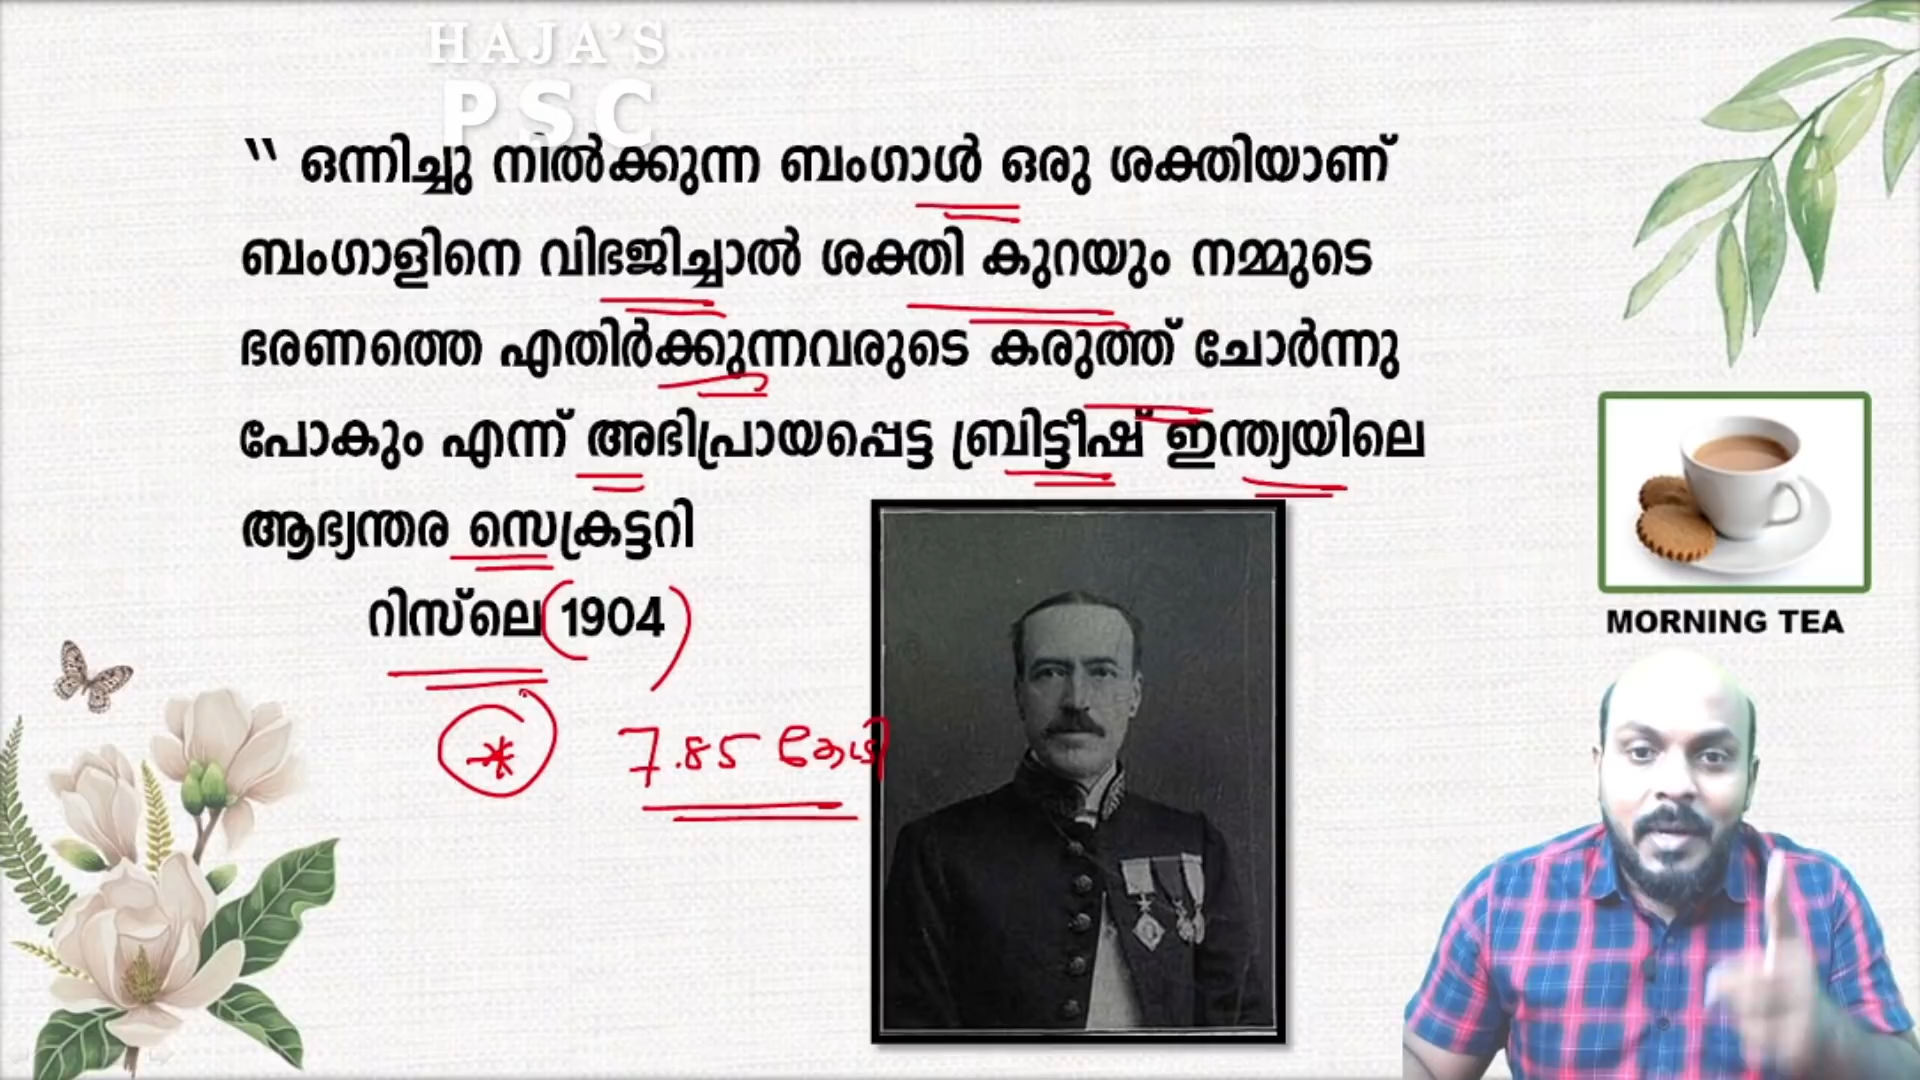 HAJA'S
PSC
“ ഒന്നിച്ചു നിൽക്കുന്ന ബംഗാൾ ഒരു ശക്തിയാണ്
ബംഗാളിനെ വിഭജിച്ചാൽ ശക്തി കുറയും നമ്മുടെ
ഭരണത്തെ എതിർക്കുന്നവരുടെ കരുത്ത് ചോർന്നു
പോകും എന്ന് അഭിപ്രായപ്പെട്ട ബ്രിട്ടീഷ് ഇന്ത്യയിലെ
ആഭ്യന്തര സെക്രട്ടറി
റിസ്‌ലെ (1904)
* 7.85 കോടി
MORNING TEA